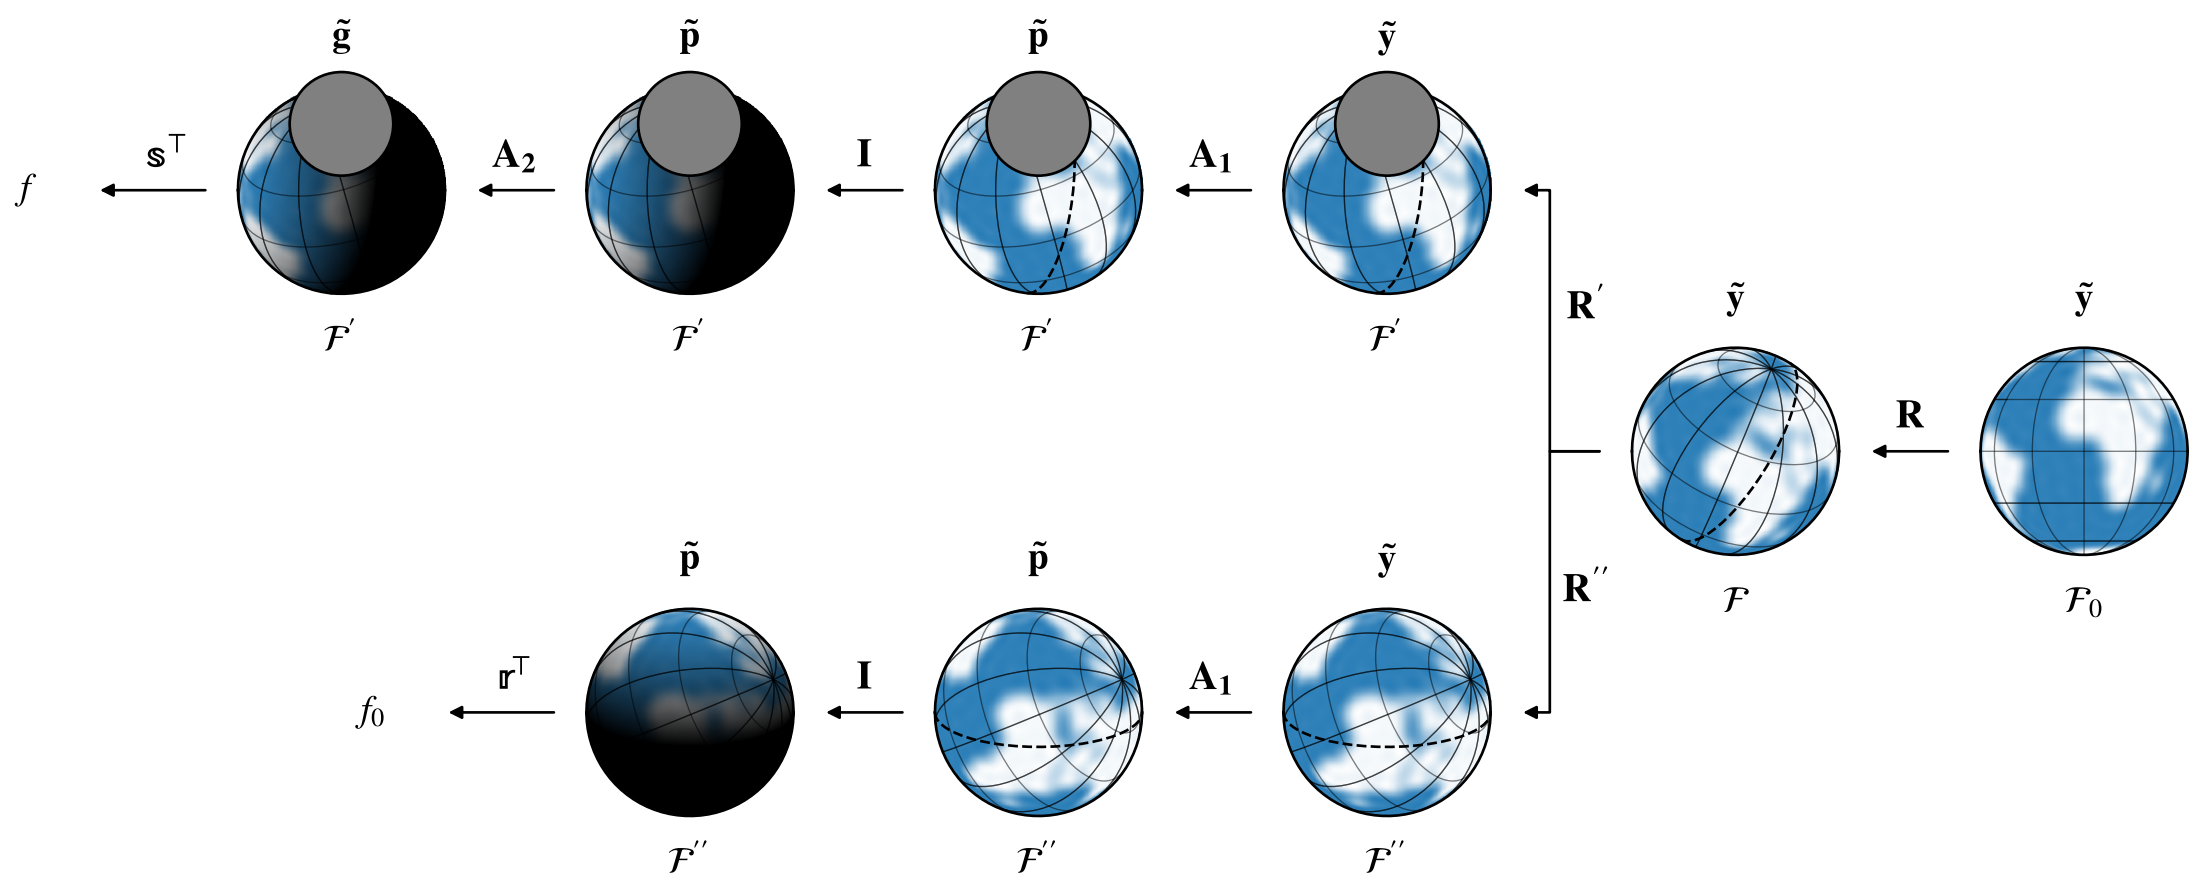 g̃ p̃ p̃ ỹ
f 𝕤⊤ A₂ I A₁
ℱ′ ℱ′ ℱ′ ℱ′
R′
ỹ ỹ
R
R″
ℱ ℱ₀
p̃ p̃ ỹ
f₀ 𝕣⊤ I A₁
ℱ″ ℱ″ ℱ″